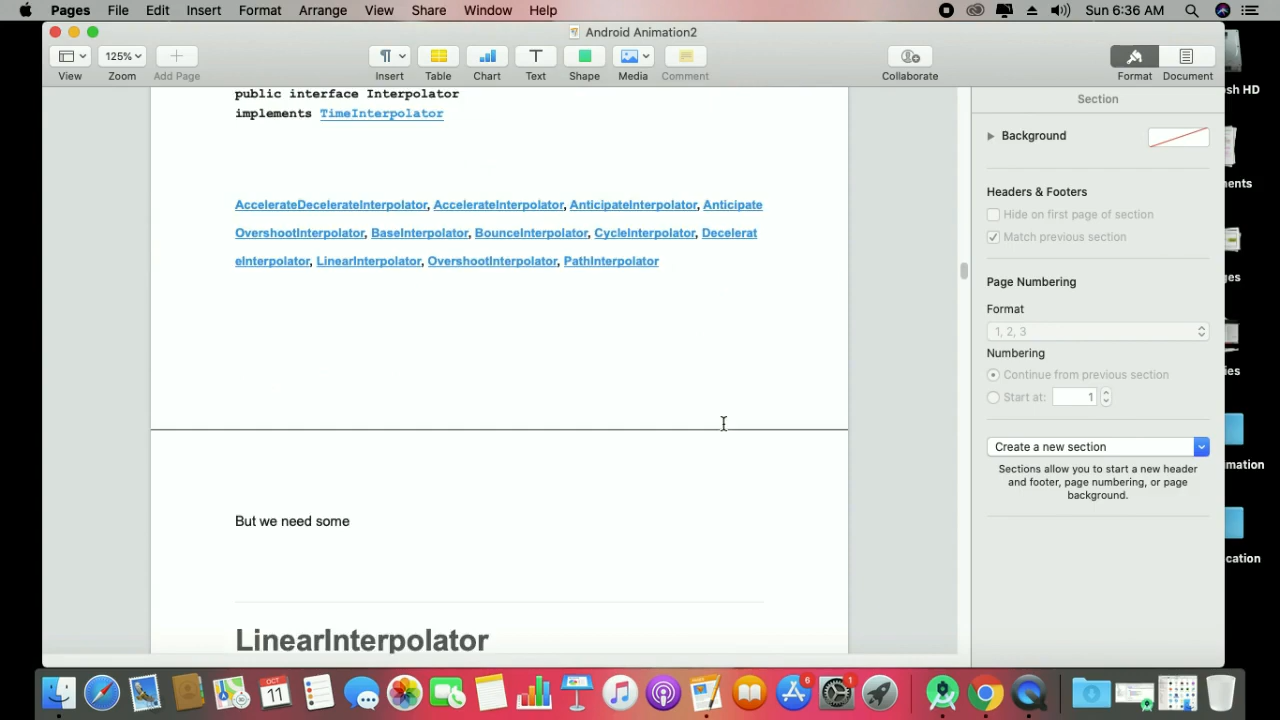 Pages File Edit Insert Format Arrange View Share Window Help Sun 6:36 AM
Android Animation2
125%
View Zoom Add Page Insert Table Chart Text Shape Media Comment Collaborate Format Document
public interface Interpolator
implements TimeInterpolator
AccelerateDecelerateInterpolator, AccelerateInterpolator, AnticipateInterpolator, Anticipate
OvershootInterpolator, BaseInterpolator, BounceInterpolator, CycleInterpolator, Decelerat
eInterpolator, LinearInterpolator, OvershootInterpolator, PathInterpolator
But we need some
LinearInterpolator
Section
Background
Headers & Footers
Hide on first page of section
Match previous section
Page Numbering
Format
1, 2, 3
Numbering
Continue from previous section
Start at: 1
Create a new section
Sections allow you to start a new header
and footer, page numbering, or page
background.
sh HD
ents
ges
ies
mation
cation
OCT
11
6
1